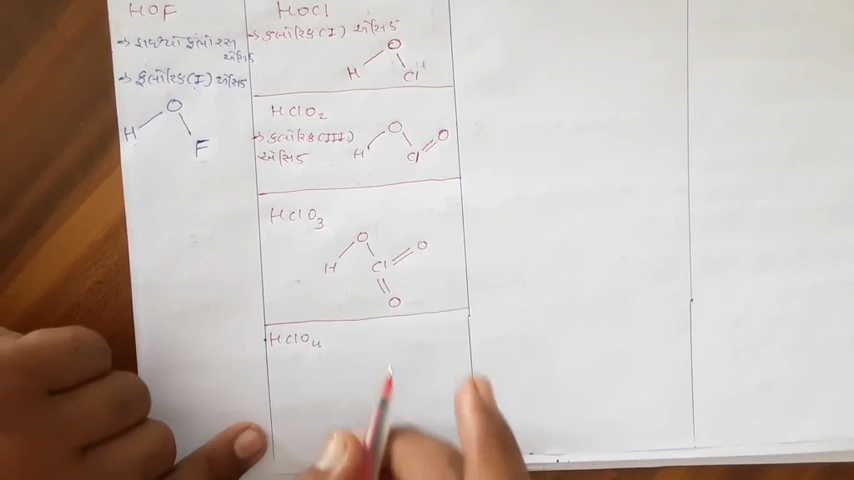 HOF
→ હાઇપોફ્લોરસ
એસિડ
→ ફ્લોરિક (I) એસિડ
H O F
HOCl
→ ક્લોરિક (I) એસિડ
H O Cl
HClO2
→ ક્લોરિક (III)
એસિડ
H O Cl O
HClO3
H O Cl O
O
HClO4